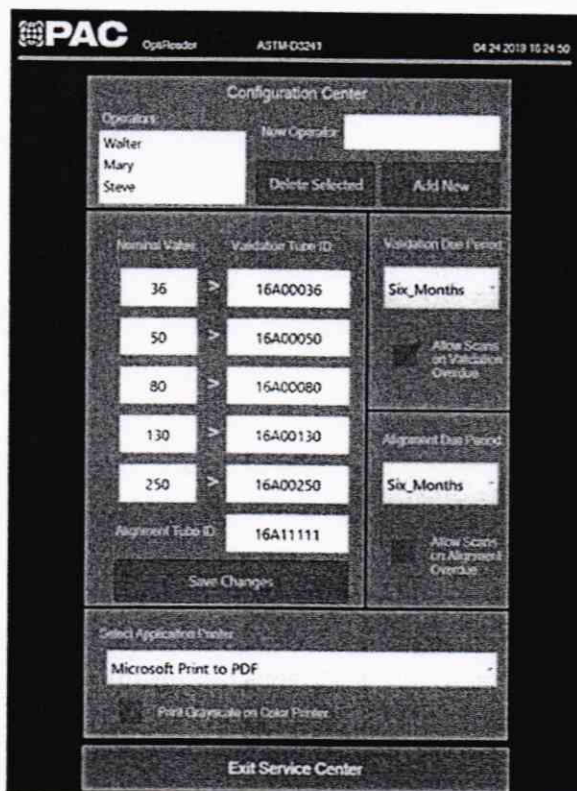 PAC OptiReader ASTM-D3241 04 24 2019 16 24 50
Configuration Center
Operators
New Operator
Walter
Mary
Steve
Delete Selected
Add New
Nominal Value
Validation Tube ID
36 > 16A00036
50 > 16A00050
80 > 16A00080
130 > 16A00130
250 > 16A00250
Alignment Tube ID 16A11111
Save Changes
Validation Due Period
Six_Months
Allow Scans
on Validation
Overdue
Alignment Due Period
Six_Months
Allow Scans
on Alignment
Overdue
Select Application Printer
Microsoft Print to PDF
Print Grayscale on Color Printer
Exit Service Center